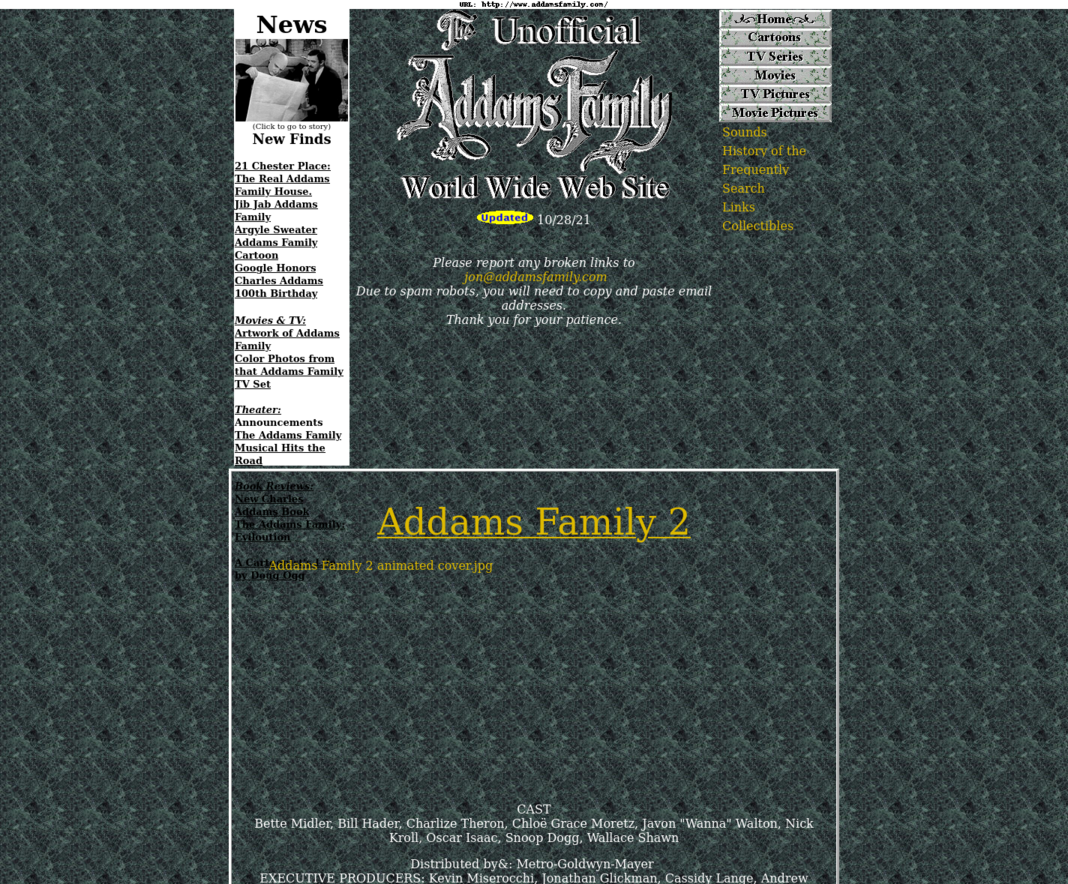 URL: http://www.addamsfamily.com/
News
(Click to go to story)
New Finds
21 Chester Place:
The Real Addams
Family House.
Jib Jab Addams
Family
Argyle Sweater
Addams Family
Cartoon
Google Honors
Charles Addams
100th Birthday
Movies & TV:
Artwork of Addams
Family
Color Photos from
that Addams Family
TV Set
Theater:
Announcements
The Addams Family
Musical Hits the
Road
Book Reviews:
New Charles
Addams Book
The Addams Family:
Evilution
by Doug Ogg
The Unofficial
Addams Family
World Wide Web Site
Updated 10/28/21
Please report any broken links to
jon@addamsfamily.com
Due to spam robots, you will need to copy and paste email
addresses.
Thank you for your patience.
Home
Cartoons
TV Series
Movies
TV Pictures
Movie Pictures
Sounds
History of the
Frequently
Search
Links
Collectibles
Addams Family 2
Addams Family 2 animated cover.jpg
CAST
Bette Midler, Bill Hader, Charlize Theron, Chloë Grace Moretz, Javon "Wanna" Walton, Nick
Kroll, Oscar Isaac, Snoop Dogg, Wallace Shawn
Distributed by&: Metro-Goldwyn-Mayer
EXECUTIVE PRODUCERS: Kevin Miserocchi, Jonathan Glickman, Cassidy Lange, Andrew